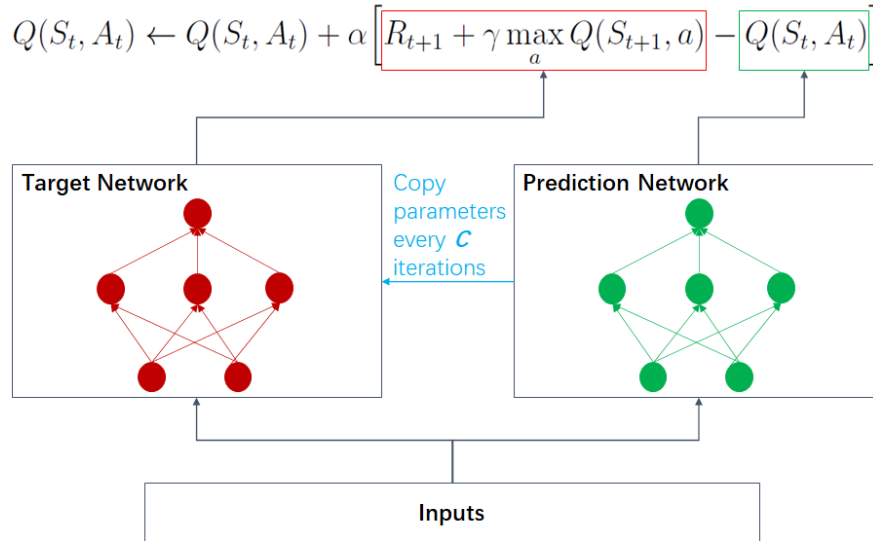 Q(S_t, A_t) ← Q(S_t, A_t) + α [R_{t+1} + γ max_a Q(S_{t+1}, a) − Q(S_t, A_t)]
Target Network
Copy
parameters
every C
iterations
Prediction Network
Inputs